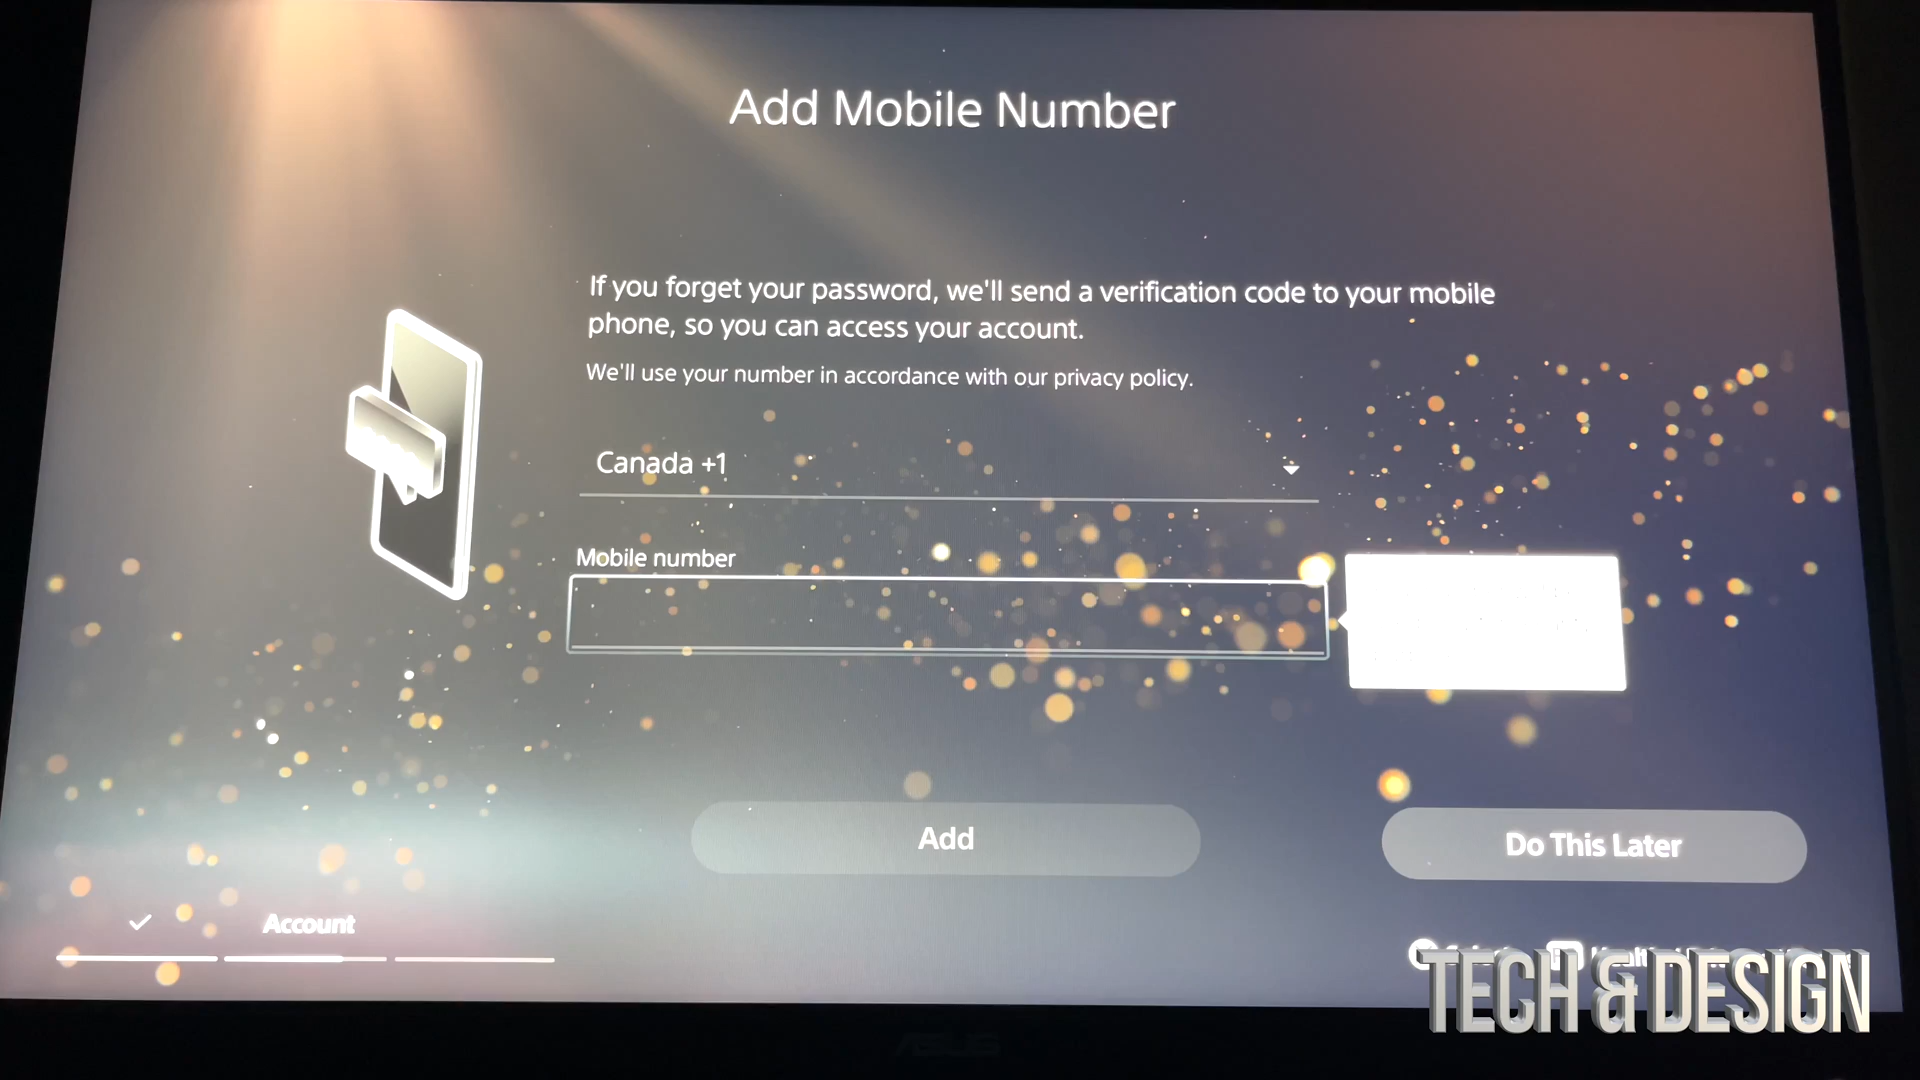 Add Mobile Number
If you forget your password, we'll send a verification code to your mobile
phone, so you can access your account.
We'll use your number in accordance with our privacy policy.
Canada +1
Mobile number
Add
Do This Later
Account
TECH & DESIGN
ASUS